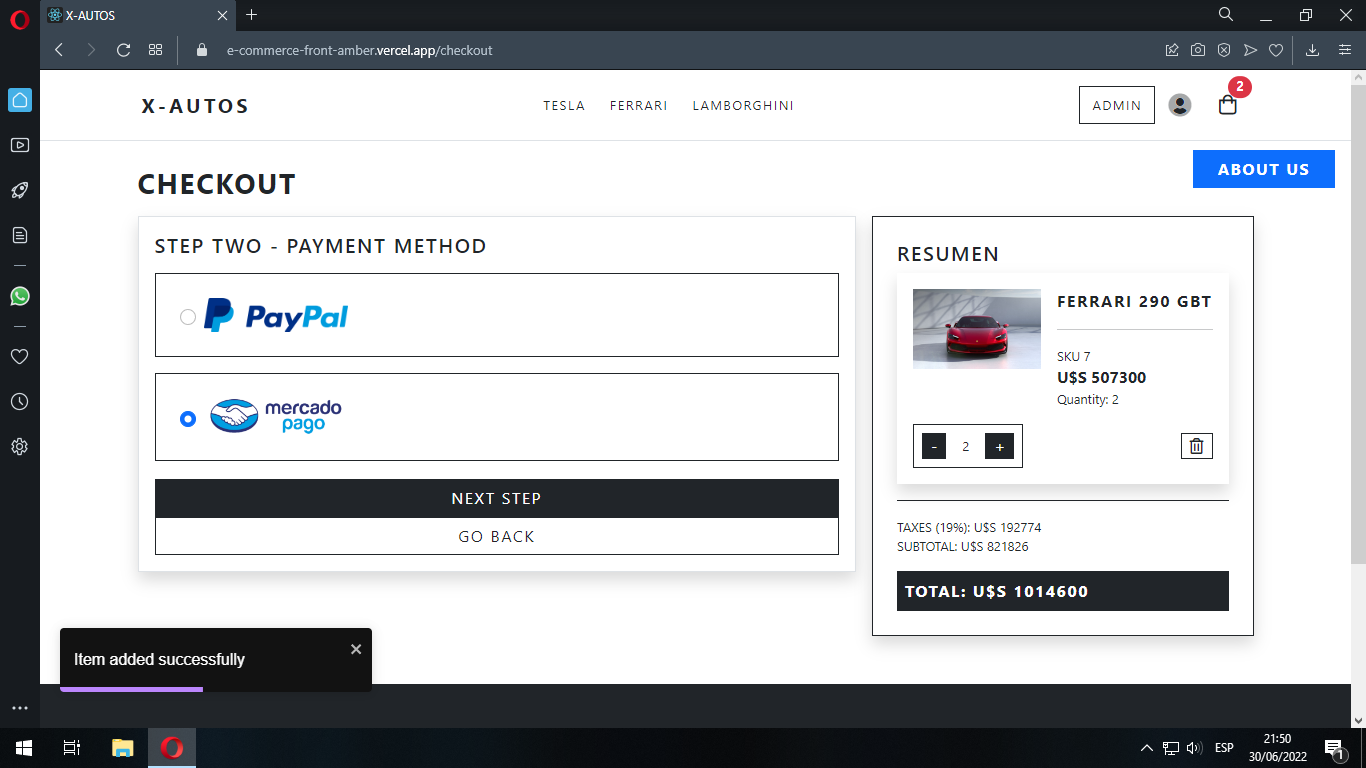 X-AUTOS
e-commerce-front-amber.vercel.app/checkout
X-AUTOS
TESLA
FERRARI
LAMBORGHINI
ADMIN
2
ABOUT US
CHECKOUT
STEP TWO - PAYMENT METHOD
PayPal
mercado
pago
NEXT STEP
GO BACK
RESUMEN
FERRARI 290 GBT
SKU 7
U$S 507300
Quantity: 2
- 2 +
TAXES (19%): U$S 192774
SUBTOTAL: U$S 821826
TOTAL: U$S 1014600
Item added successfully
ESP
21:50
30/06/2022
1